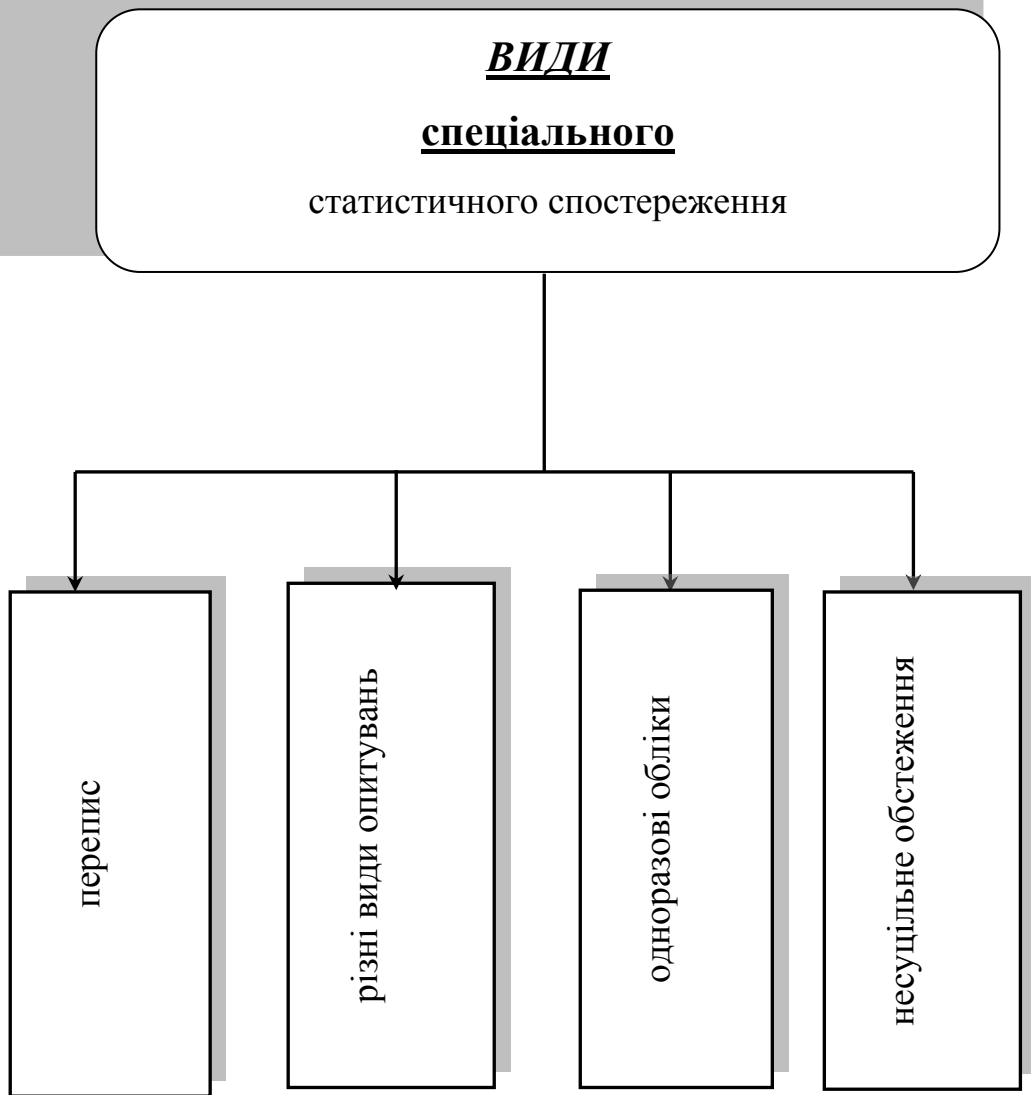 ВИДИ
спеціального
статистичного спостереження
перепис
різні види опитувань
одноразові обліки
несуцільне обстеження